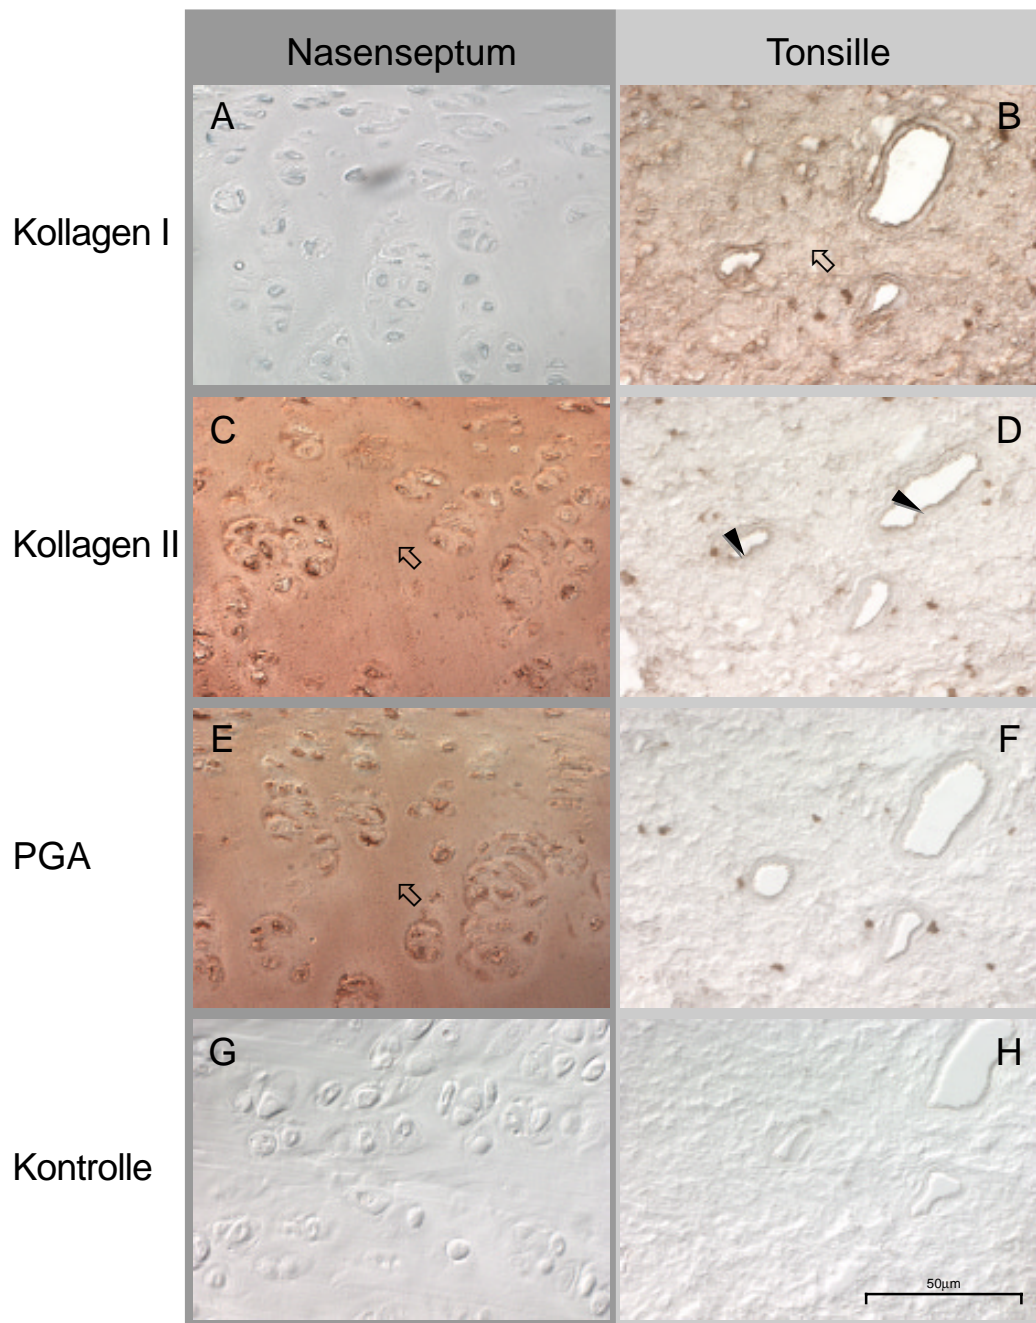 Nasenseptum Tonsille
A B
Kollagen I
C D
Kollagen II
E F
PGA
G H
Kontrolle
50µm